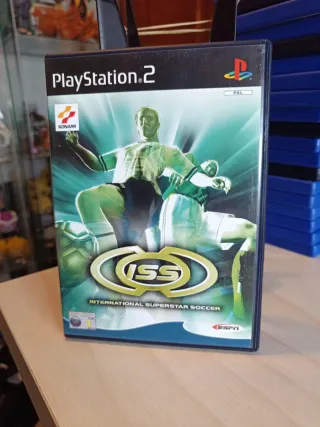 PlayStation.2
PAL
KONAMI
ISS
INTERNATIONAL SUPERSTAR SOCCER
ESPN